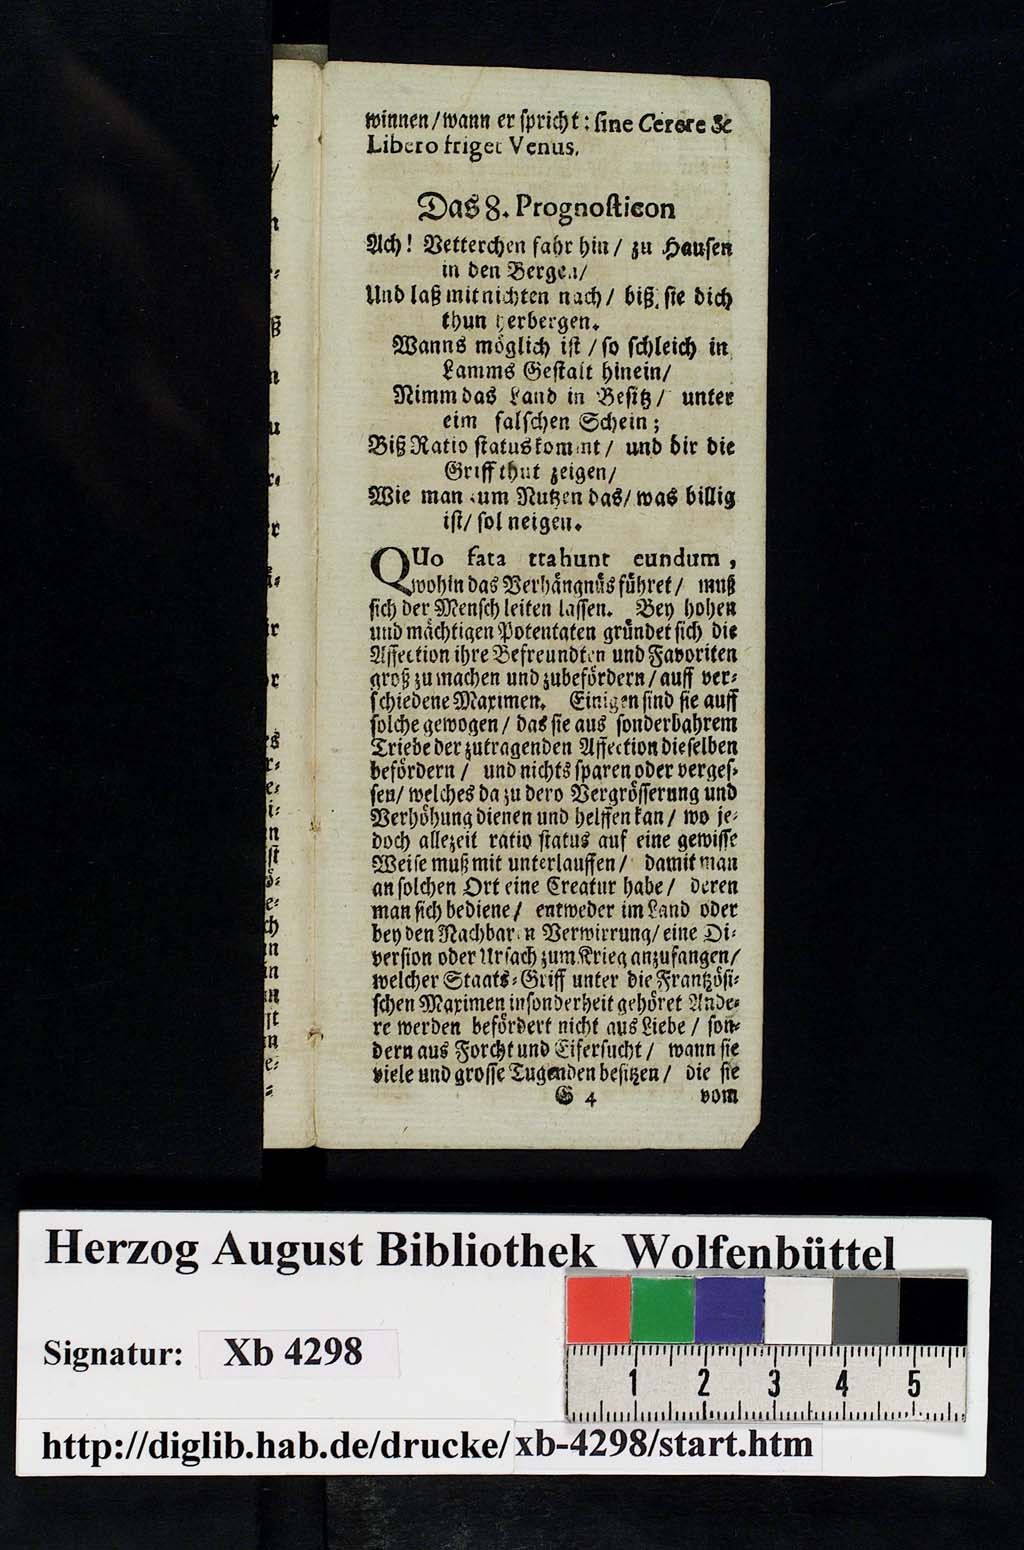 winnen/wann er ſpricht: ſine Cerere &
Libero friget Venus.
Das 8. Prognoſticon
Ach! Vetterchen fahr hin/ zu Hauſen
in den Bergen/
Und laß mit nichten nach/ biß ſie dich
thun herbergen.
Wanns möglich iſt / ſo ſchleich in
Lamms Geſtalt hinein/
Nimm das Land in Beſitz/ unter
eim falſchen Schein;
Biß Ratio ſtatus kommt/ und dir die
Griff thut zeigen/
Wie man zum Nutzen das/ was billig
iſt/ ſol neigen.
QUo fata trahunt eundum,
wohin das Verhängnüs führet/ muß
ſich der Menſch leiten laſſen. Bey hohen
und mächtigen Potentaten gründet ſich die
Affection ihre Befreundten und Favoriten
groß zu machen und zubefördern/ auff ver⸗
ſchiedene Maximen. Einigen ſind ſie auff
ſolche gewogen/ das ſie aus ſonderbahrem
Triebe der zutragenden Affection dieſelben
befördern/ und nichts ſparen oder vergeſ⸗
ſen/ welches da zu dero Vergröſſerung und
Verhöhung dienen und helffen kan/ wo je⸗
doch allezeit ratio ſtatus auf eine gewiſſe
Weiſe muß mit unterlauffen/ damit man
an ſolchen Ort eine Creatur habe/ deren
man ſich bediene/ entweder im Land oder
bey den Nachbaren Verwirrung/ eine Di⸗
verſion oder Urſach zum Krieg anzufangen/
welcher Staats⸗Griff unter die Frantzöſi⸗
ſchen Maximen inſonderheit gehöret Ande⸗
re werden befördert nicht aus Liebe/ ſon⸗
dern aus Forcht und Eiferſucht/ wann ſie
viele und groſſe Tugenden beſitzen/ die ſie
G 4 vom
Herzog August Bibliothek Wolfenbüttel
Signatur: Xb 4298
1 2 3 4 5
http://diglib.hab.de/drucke/xb-4298/start.htm